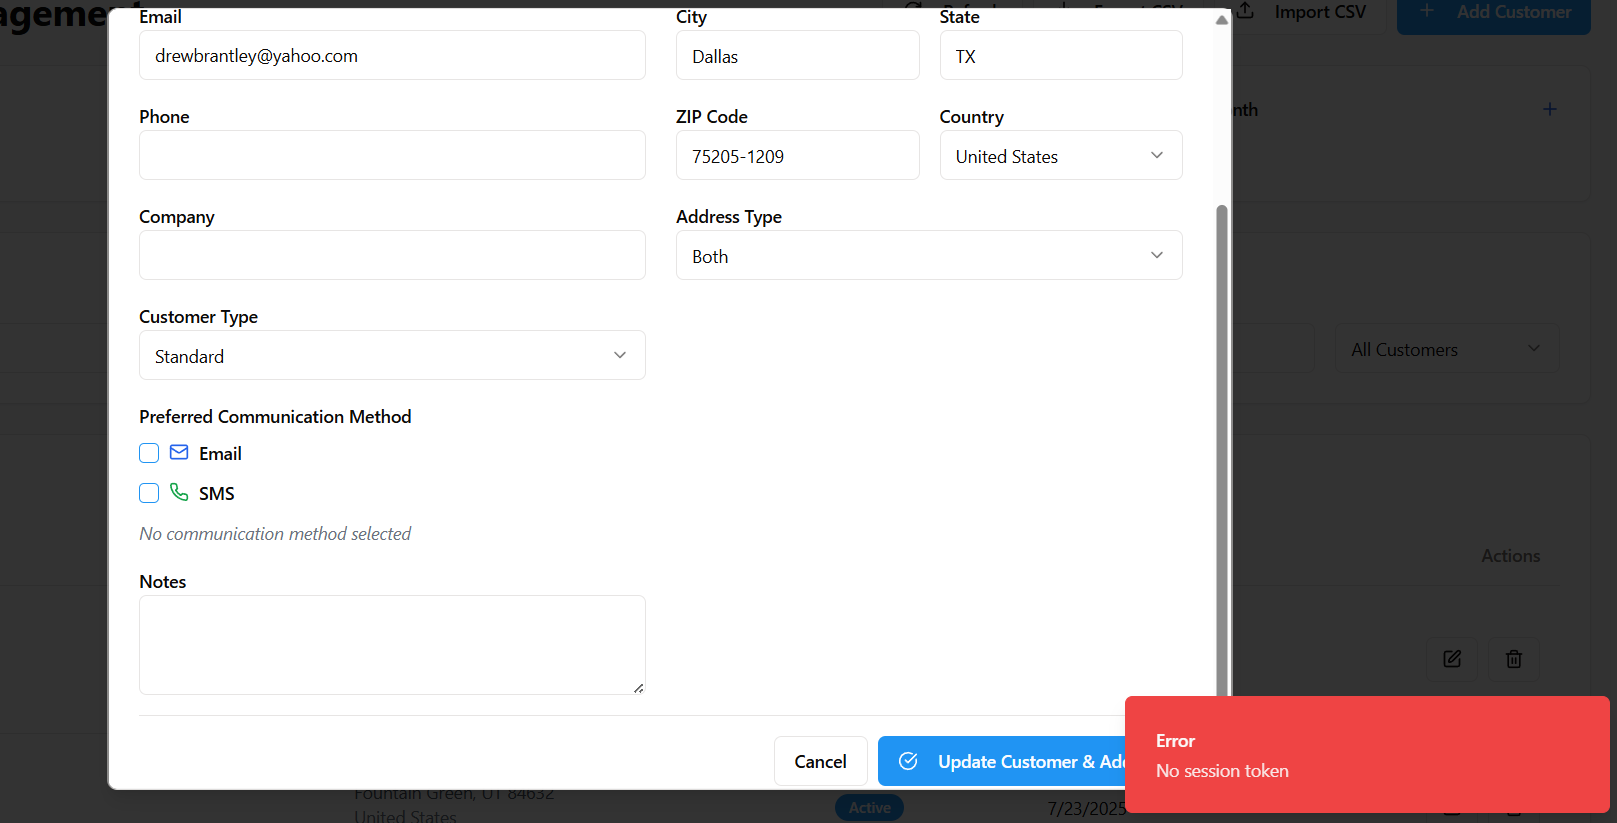 Import CSV
Add Customer
Email
City
State
drewbrantley@yahoo.com
Dallas
TX
Phone
ZIP Code
Country
nth
75205-1209
United States
Company
Address Type
Both
Customer Type
Standard
All Customers
Preferred Communication Method
Email
SMS
No communication method selected
Actions
Notes
Error
No session token
Cancel
Update Customer & Add
Fountain Green, UT 84632
United States
Active
7/23/2025